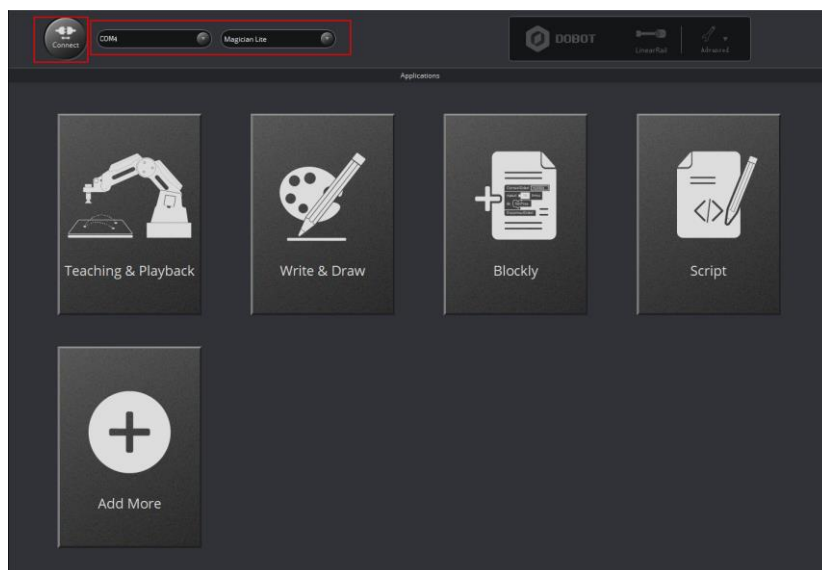 Connect
COM4
Magician Lite
DOBOT
LinearRail
Advanced
Applications
Teaching & Playback
Write & Draw
Blockly
Script
Add More